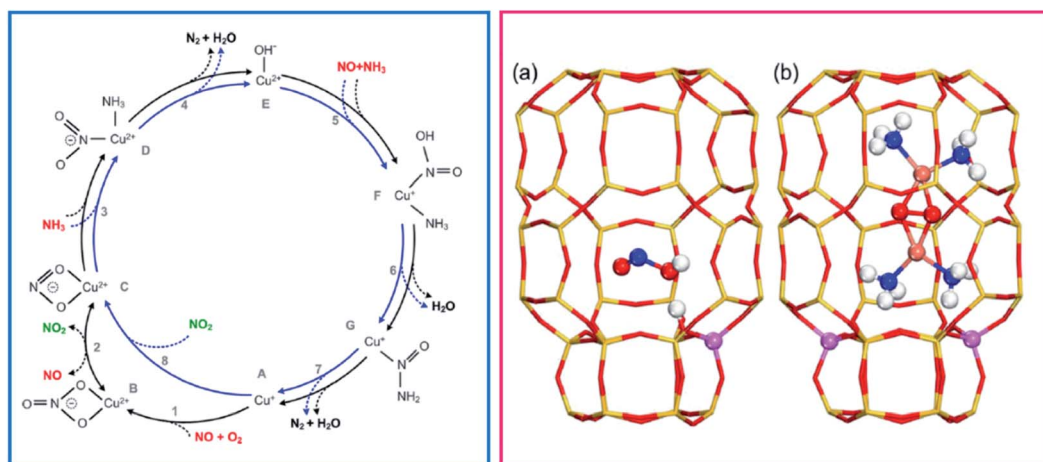 N₂ + H₂O
OH⁻
Cu²⁺
E
NO+NH₃
4
5
NH₃
O
N
⊖
O
Cu²⁺
D
OH
N
O
F
Cu⁺
NH₃
NH₃
3
6
H₂O
O
N
⊖
O
Cu²⁺
C
NO₂
NO₂
2
8
G
Cu⁺
O
N
NH₂
NO
B
A
7
O
N
O
⊖
O
Cu²⁺
Cu⁺
1
N₂ + H₂O
NO + O₂
(a)
(b)